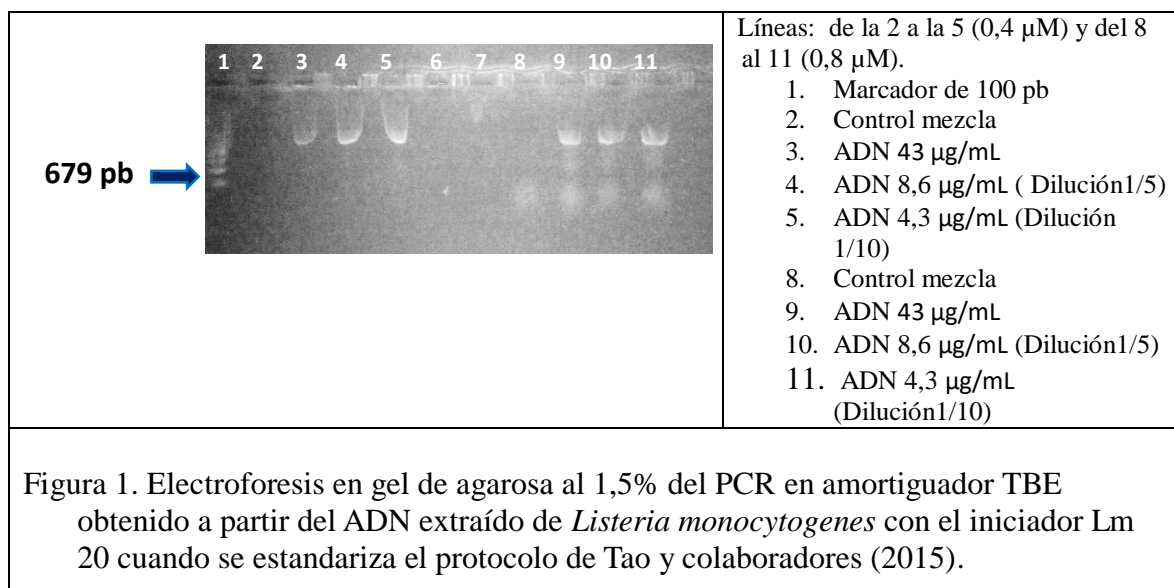 1 2 3 4 5 6 7 8 9 10 11
679 pb
Líneas: de la 2 a la 5 (0,4 µM) y del 8
al 11 (0,8 µM).
1. Marcador de 100 pb
2. Control mezcla
3. ADN 43 µg/mL
4. ADN 8,6 µg/mL ( Dilución1/5)
5. ADN 4,3 µg/mL (Dilución
1/10)
8. Control mezcla
9. ADN 43 µg/mL
10. ADN 8,6 µg/mL (Dilución1/5)
11. ADN 4,3 µg/mL
(Dilución1/10)
Figura 1. Electroforesis en gel de agarosa al 1,5% del PCR en amortiguador TBE
obtenido a partir del ADN extraído de Listeria monocytogenes con el iniciador Lm
20 cuando se estandariza el protocolo de Tao y colaboradores (2015).